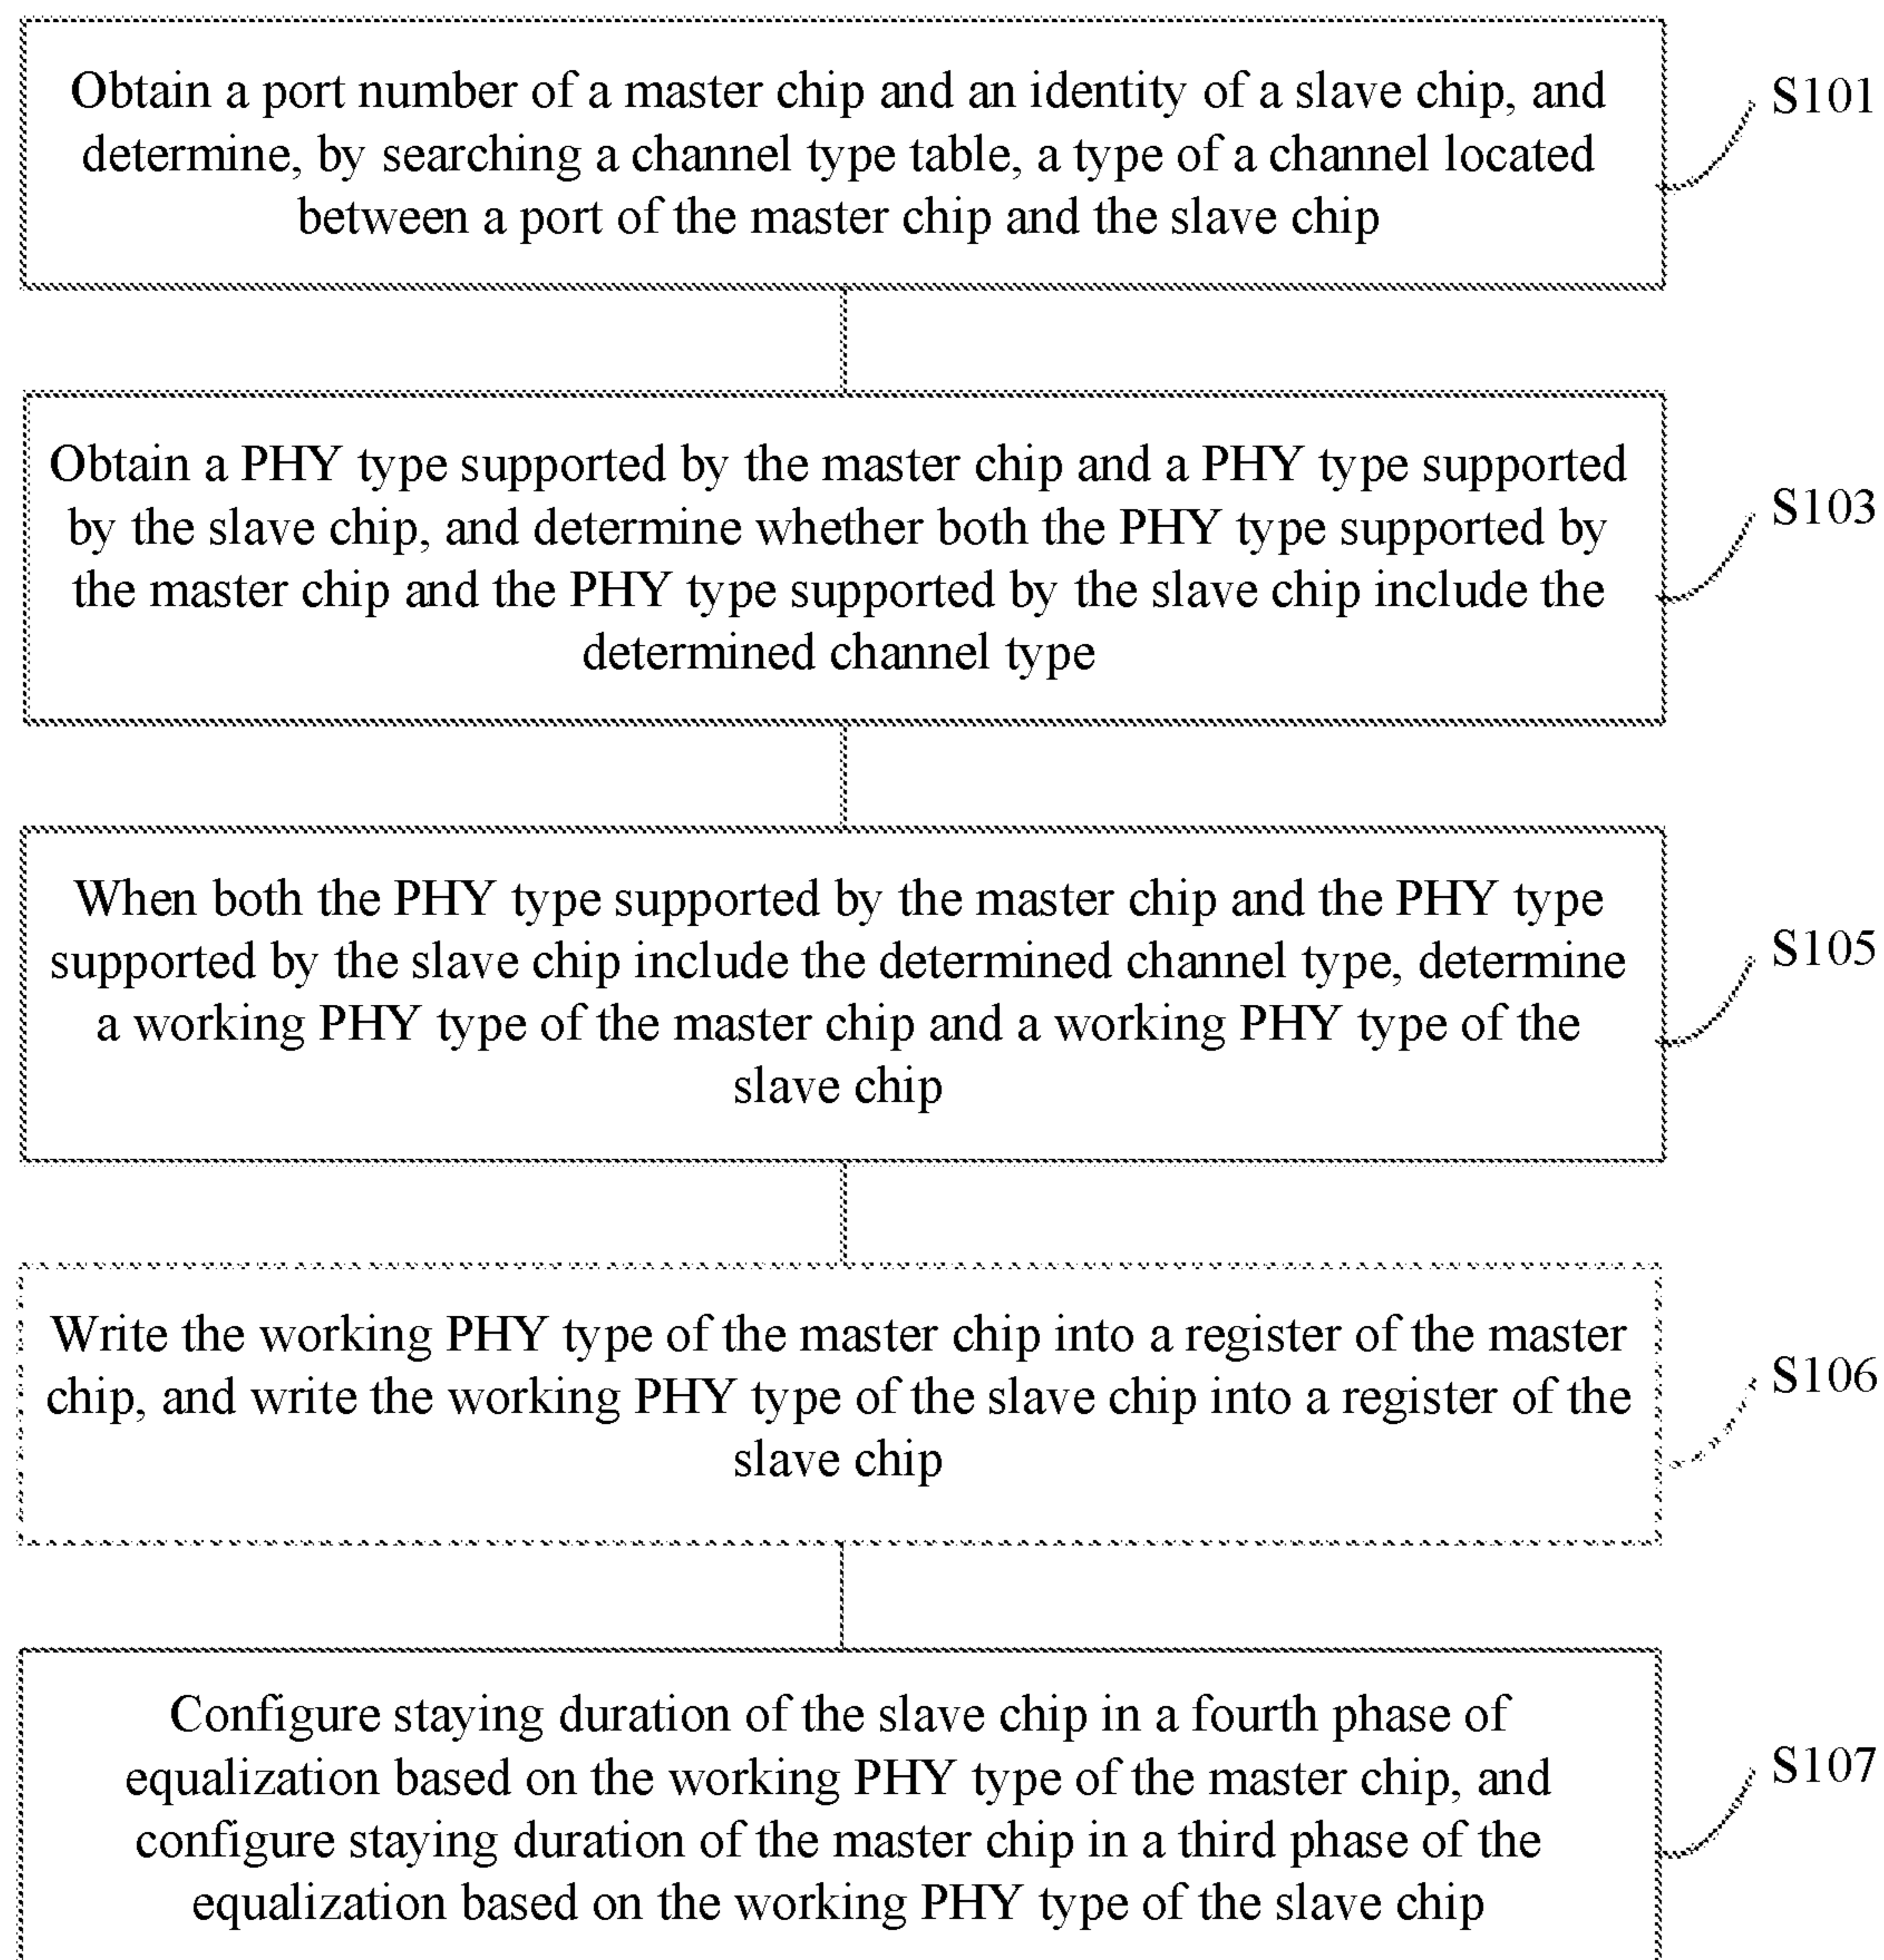 Obtain a port number of a master chip and an identity of a slave chip, and
determine, by searching a channel type table, a type of a channel located
between a port of the master chip and the slave chip
S101
Obtain a PHY type supported by the master chip and a PHY type supported
by the slave chip, and determine whether both the PHY type supported by
the master chip and the PHY type supported by the slave chip include the
determined channel type
S103
When both the PHY type supported by the master chip and the PHY type
supported by the slave chip include the determined channel type, determine
a working PHY type of the master chip and a working PHY type of the
slave chip
S105
Write the working PHY type of the master chip into a register of the master
chip, and write the working PHY type of the slave chip into a register of the
slave chip
S106
Configure staying duration of the slave chip in a fourth phase of
equalization based on the working PHY type of the master chip, and
configure staying duration of the master chip in a third phase of the
equalization based on the working PHY type of the slave chip
S107